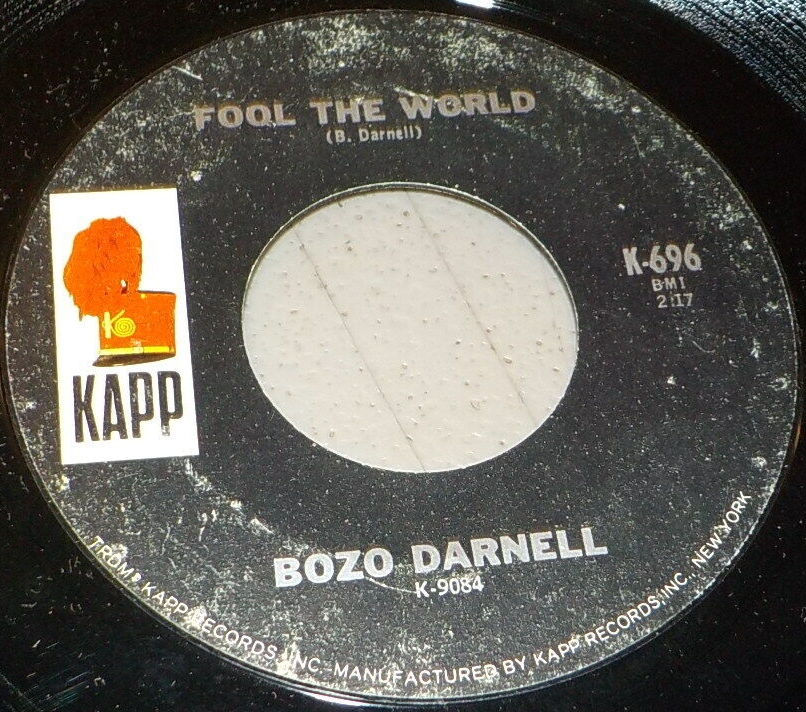 FOOL THE WORLD
(B. Darnell)
K
KAPP
K-696
BMI
2:17
BOZO DARNELL
K-9084
TRDM® KAPP RECORDS, INC.-MANUFACTURED BY KAPP RECORDS, INC., NEW YORK